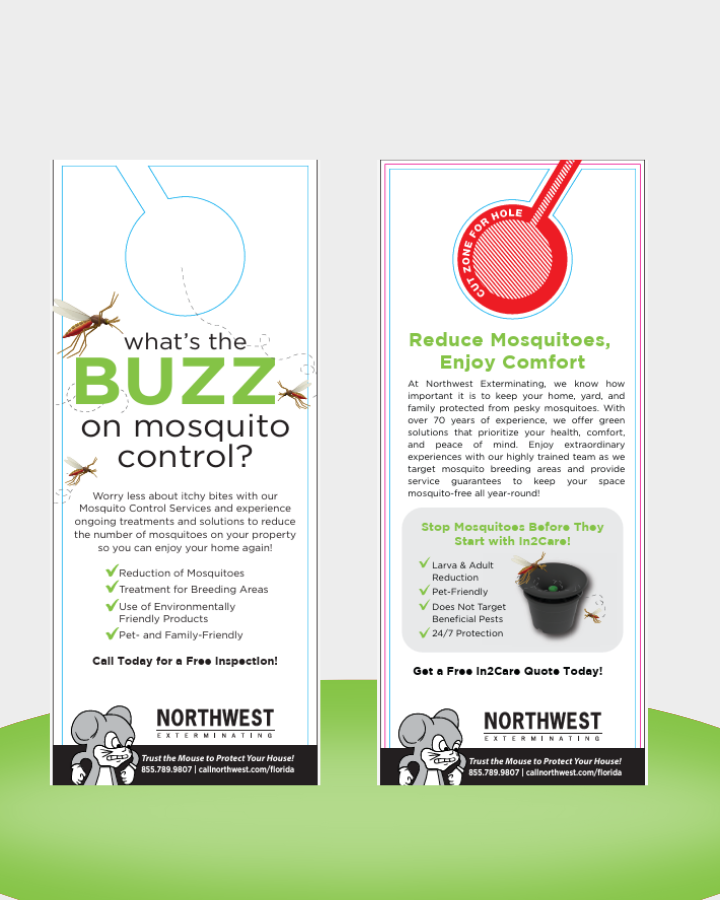 what's the
BUZZ
on mosquito
control?
Worry less about itchy bites with our
Mosquito Control Services and experience
ongoing treatments and solutions to reduce
the number of mosquitoes on your property
so you can enjoy your home again!
Reduction of Mosquitoes
Treatment for Breeding Areas
Use of Environmentally
Friendly Products
Pet- and Family-Friendly
Call Today for a Free Inspection!
NORTHWEST
EXTERMINATING
Trust the Mouse to Protect Your House!
855.789.9807 | callnorthwest.com/florida
CUT ZONE FOR HOLE
Reduce Mosquitoes,
Enjoy Comfort
At Northwest Exterminating, we know how
important it is to keep your home, yard, and
family protected from pesky mosquitoes. With
over 70 years of experience, we offer green
solutions that prioritize your health, comfort,
and peace of mind. Enjoy extraordinary
experiences with our highly trained team as we
target mosquito breeding areas and provide
service guarantees to keep your space
mosquito-free all year-round!
Stop Mosquitoes Before They
Start with In2Care!
Larva & Adult
Reduction
Pet-Friendly
Does Not Target
Beneficial Pests
24/7 Protection
Get a Free In2Care Quote Today!
NORTHWEST
EXTERMINATING
Trust the Mouse to Protect Your House!
855.789.9807 | callnorthwest.com/florida